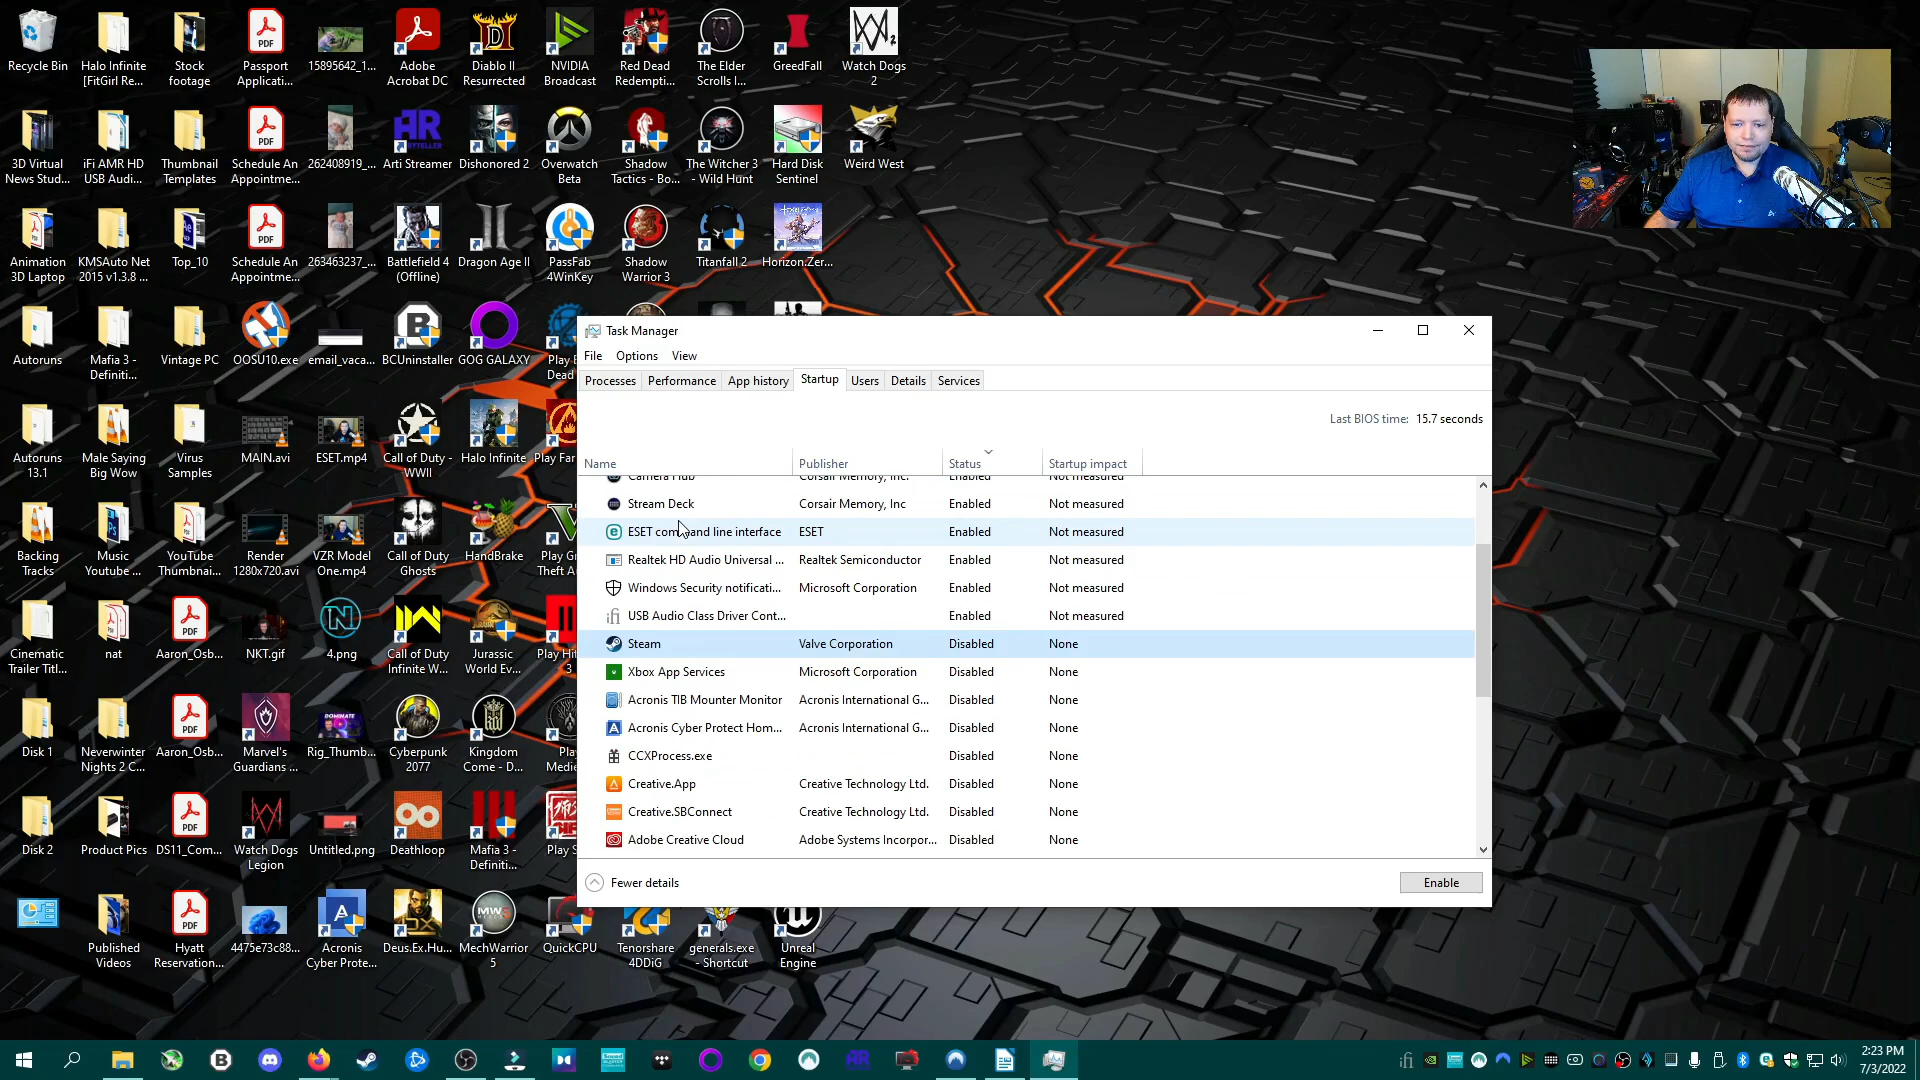 Recycle Bin
Halo Infinite
[FitGirl Re...
Stock
footage
Passport
Applicati...
15895642_1...
Adobe
Acrobat DC
Diablo II
Resurrected
NVIDIA
Broadcast
Red Dead
Redempti...
The Elder
Scrolls I...
GreedFall
Watch Dogs
2
3D Virtual
News Stud...
iFi AMR HD
USB Audi...
Thumbnail
Templates
Schedule An
Appointme...
262408919_...
Arti Streamer
Dishonored 2
Overwatch
Beta
Shadow
Tactics - Bo...
The Witcher 3
- Wild Hunt
Hard Disk
Sentinel
Weird West
Animation
3D Laptop
KMSAuto Net
2015 v1.3.8 ...
Top_10
Schedule An
Appointme...
263463237_...
Battlefield 4
(Offline)
Dragon Age II
PassFab
4WinKey
Shadow
Warrior 3
Titanfall 2
Horizon.Zer...
Autoruns
Mafia 3 -
Definiti...
Vintage PC
OOSU10.exe
email_vaca...
BCUninstaller
GOG GALAXY
Autoruns
13.1
Male Saying
Big Wow
Virus
Samples
MAIN.avi
ESET.mp4
Call of Duty -
WWII
Halo Infinite
Backing
Tracks
Music
Youtube ...
YouTube
Thumbnai...
Render
1280x720.avi
VZR Model
One.mp4
Call of Duty
Ghosts
HandBrake
Cinematic
Trailer Titl...
nat
Aaron_Osb...
NKT.gif
4.png
Call of Duty
Infinite W...
Jurassic
World Ev...
Disk 1
Neverwinter
Nights 2 C...
Aaron_Osb...
Marvel's
Guardians ...
Rig_Thumb...
Cyberpunk
2077
Kingdom
Come - D...
Disk 2
Product Pics
DS11_Com...
Watch Dogs
Legion
Untitled.png
Deathloop
Mafia 3 -
Definiti...
Published
Videos
Hyatt
Reservation...
4475e73c88...
Acronis
Cyber Prote...
Deus.Ex.Hu...
MechWarrior
5
QuickCPU
Tenorshare
4DDiG
generals.exe
- Shortcut
Unreal
Engine
Task Manager
File Options View
Processes Performance App history Startup Users Details Services
Last BIOS time: 15.7 seconds
Name Publisher Status Startup impact
Camera Hub Corsair Memory, Inc. Enabled Not measured
Stream Deck Corsair Memory, Inc Enabled Not measured
ESET command line interface ESET Enabled Not measured
Realtek HD Audio Universal ... Realtek Semiconductor Enabled Not measured
Windows Security notificati... Microsoft Corporation Enabled Not measured
USB Audio Class Driver Cont... Enabled Not measured
Steam Valve Corporation Disabled None
Xbox App Services Microsoft Corporation Disabled None
Acronis TIB Mounter Monitor Acronis International G... Disabled None
Acronis Cyber Protect Hom... Acronis International G... Disabled None
CCXProcess.exe Disabled None
Creative.App Creative Technology Ltd. Disabled None
Creative.SBConnect Creative Technology Ltd. Disabled None
Adobe Creative Cloud Adobe Systems Incorpor... Disabled None
Fewer details
Enable
2:23 PM
7/3/2022